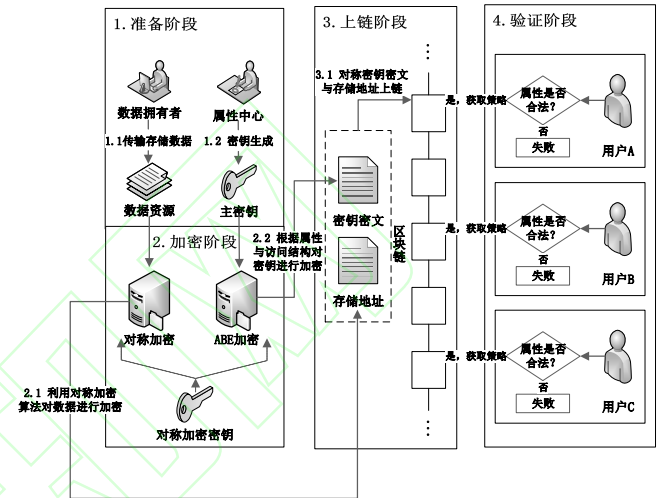 1.准备阶段
数据拥有者
属性中心
1.1传输存储数据
1.2 密钥生成
数据资源
主密钥
2.加密阶段
对称加密
ABE加密
2.1 利用对称加密
算法对数据进行加密
对称加密密钥
2.2 根据属性
与访问结构对
密钥进行加密
3.上链阶段
3.1 对称密钥密文
与存储地址上链
密钥密文
存储地址
区块链
4.验证阶段
是，获取策略
属性是否
合法？
否
失败
用户A
是，获取策略
属性是否
合法？
否
失败
用户B
是，获取策略
属性是否
合法？
否
失败
用户C